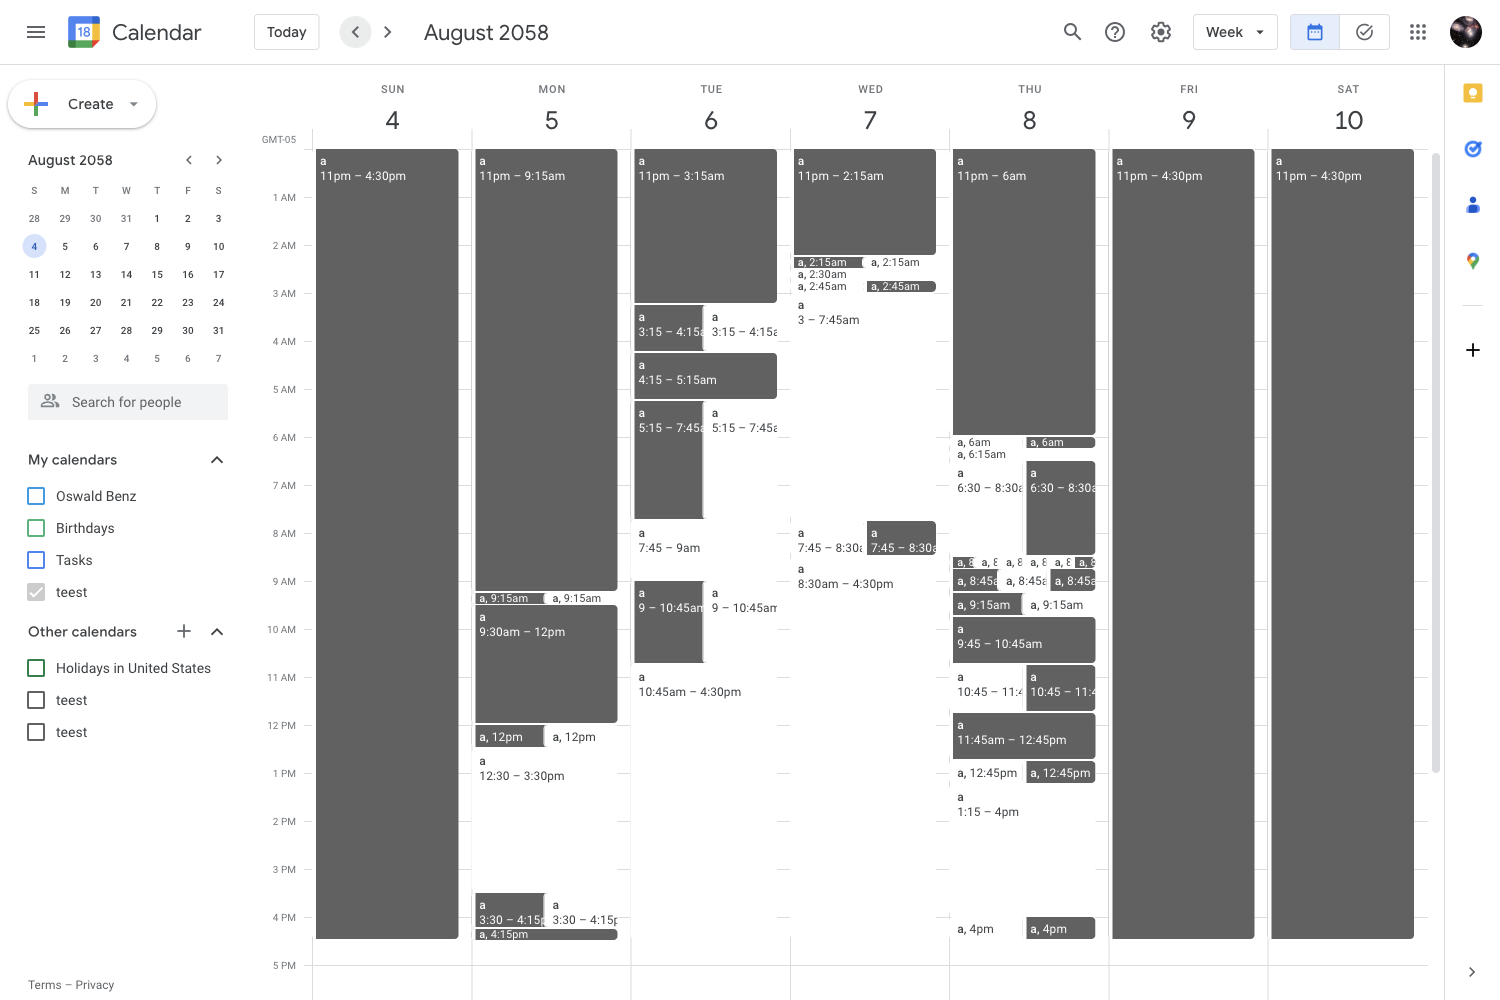 18 Calendar Today August 2058 Week
Create
August 2058
S M T W T F S
28 29 30 31 1 2 3
4 5 6 7 8 9 10
11 12 13 14 15 16 17
18 19 20 21 22 23 24
25 26 27 28 29 30 31
1 2 3 4 5 6 7
Search for people
My calendars
Oswald Benz
Birthdays
Tasks
teest
Other calendars
Holidays in United States
teest
teest
Terms – Privacy
GMT-05
1 AM
2 AM
3 AM
4 AM
5 AM
6 AM
7 AM
8 AM
9 AM
10 AM
11 AM
12 PM
1 PM
2 PM
3 PM
4 PM
5 PM
SUN
4
a
11pm – 4:30pm
MON
5
a
11pm – 9:15am
a, 9:15am a, 9:15am
a
9:30am – 12pm
a, 12pm a, 12pm
a
12:30 – 3:30pm
a a
3:30 – 4:15p 3:30 – 4:15p
a, 4:15pm
TUE
6
a
11pm – 3:15am
a a
3:15 – 4:15a 3:15 – 4:15a
a
4:15 – 5:15am
a a
5:15 – 7:45a 5:15 – 7:45a
a
7:45 – 9am
a a
9 – 10:45am 9 – 10:45am
a
10:45am – 4:30pm
WED
7
a
11pm – 2:15am
a, 2:15am a, 2:15am
a, 2:30am
a, 2:45am a, 2:45am
a
3 – 7:45am
a a
7:45 – 8:30a 7:45 – 8:30a
a
8:30am – 4:30pm
THU
8
a
11pm – 6am
a, 6am a, 6am
a, 6:15am
a a
6:30 – 8:30a 6:30 – 8:30a
a, 8 a, 8 a, 8 a, 8 a, 8 a, 8
a, 8:45a a, 8:45a a, 8:45a
a, 9:15am a, 9:15am
a
9:45 – 10:45am
a a
10:45 – 11:4 10:45 – 11:4
a
11:45am – 12:45pm
a, 12:45pm a, 12:45pm
a
1:15 – 4pm
a, 4pm a, 4pm
FRI
9
a
11pm – 4:30pm
SAT
10
a
11pm – 4:30pm